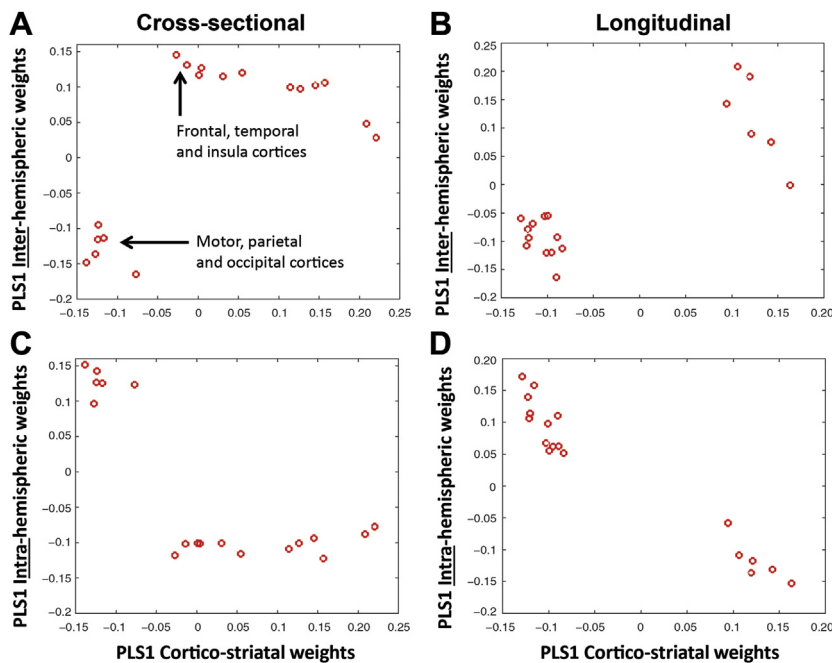 A Cross-sectional
B Longitudinal
PLS1 Inter-hemispheric weights
0.15
0.1
0.05
0
−0.05
−0.1
−0.15
−0.2
Frontal, temporal
and insula cortices
Motor, parietal
and occipital cortices
−0.15 −0.1 −0.05 0 0.05 0.10 0.15 0.20 0.25
PLS1 Inter-hemispheric weights
0.25
0.20
0.15
0.10
0.05
0
−0.05
−0.1
−0.15
−0.2
−0.15 −0.1 −0.05 0 0.05 0.10 0.15 0.20
C
PLS1 Intra-hemispheric weights
0.15
0.1
0.05
0
−0.05
−0.1
−0.15
−0.2
−0.15 −0.1 −0.05 0 0.05 0.10 0.15 0.20 0.25
PLS1 Cortico-striatal weights
D
PLS1 Intra-hemispheric weights
0.20
0.15
0.10
0.05
0
−0.05
−0.1
−0.15
−0.2
−0.15 −0.1 −0.05 0 0.05 0.10 0.15 0.20
PLS1 Cortico-striatal weights